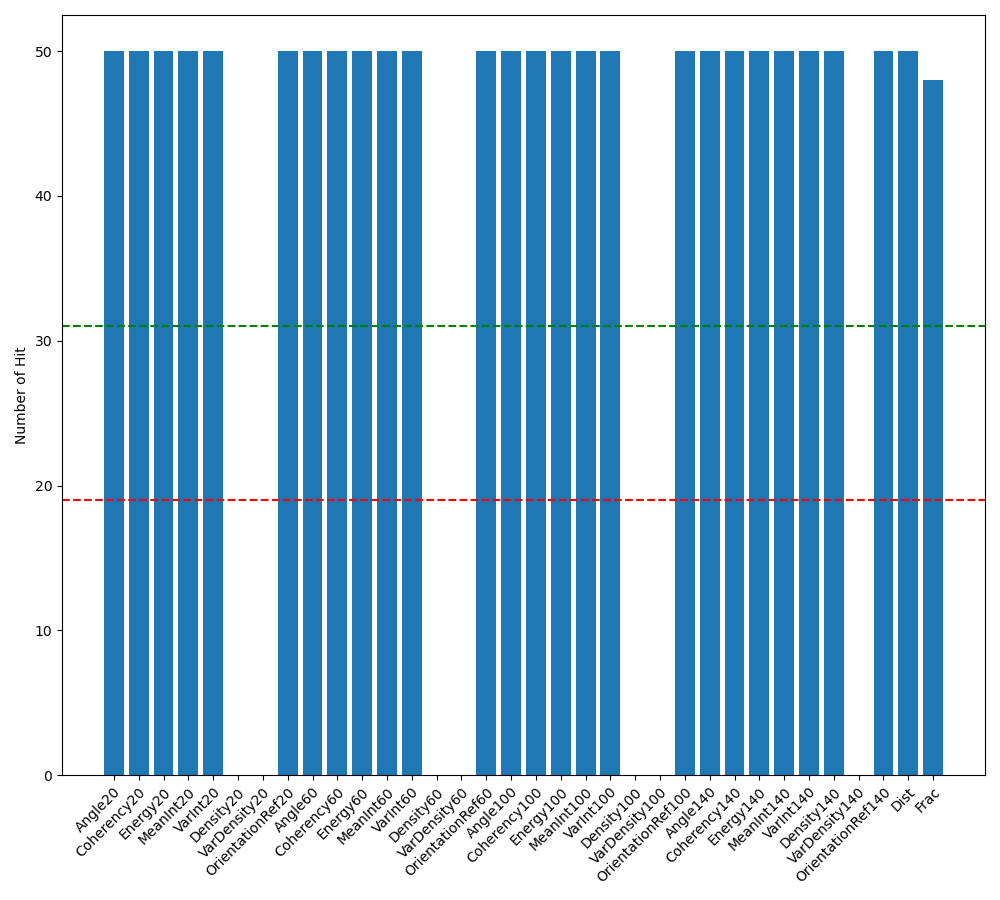 50
40
30
20
10
0
Number of Hit
Angle20
Coherency20
Energy20
MeanInt20
VarInt20
Density20
VarDensity20
OrientationRef20
Angle60
Coherency60
Energy60
MeanInt60
VarInt60
Density60
VarDensity60
OrientationRef60
Angle100
Coherency100
Energy100
MeanInt100
VarInt100
Density100
VarDensity100
OrientationRef100
Angle140
Coherency140
Energy140
MeanInt140
VarInt140
Density140
VarDensity140
OrientationRef140
Dist
Frac